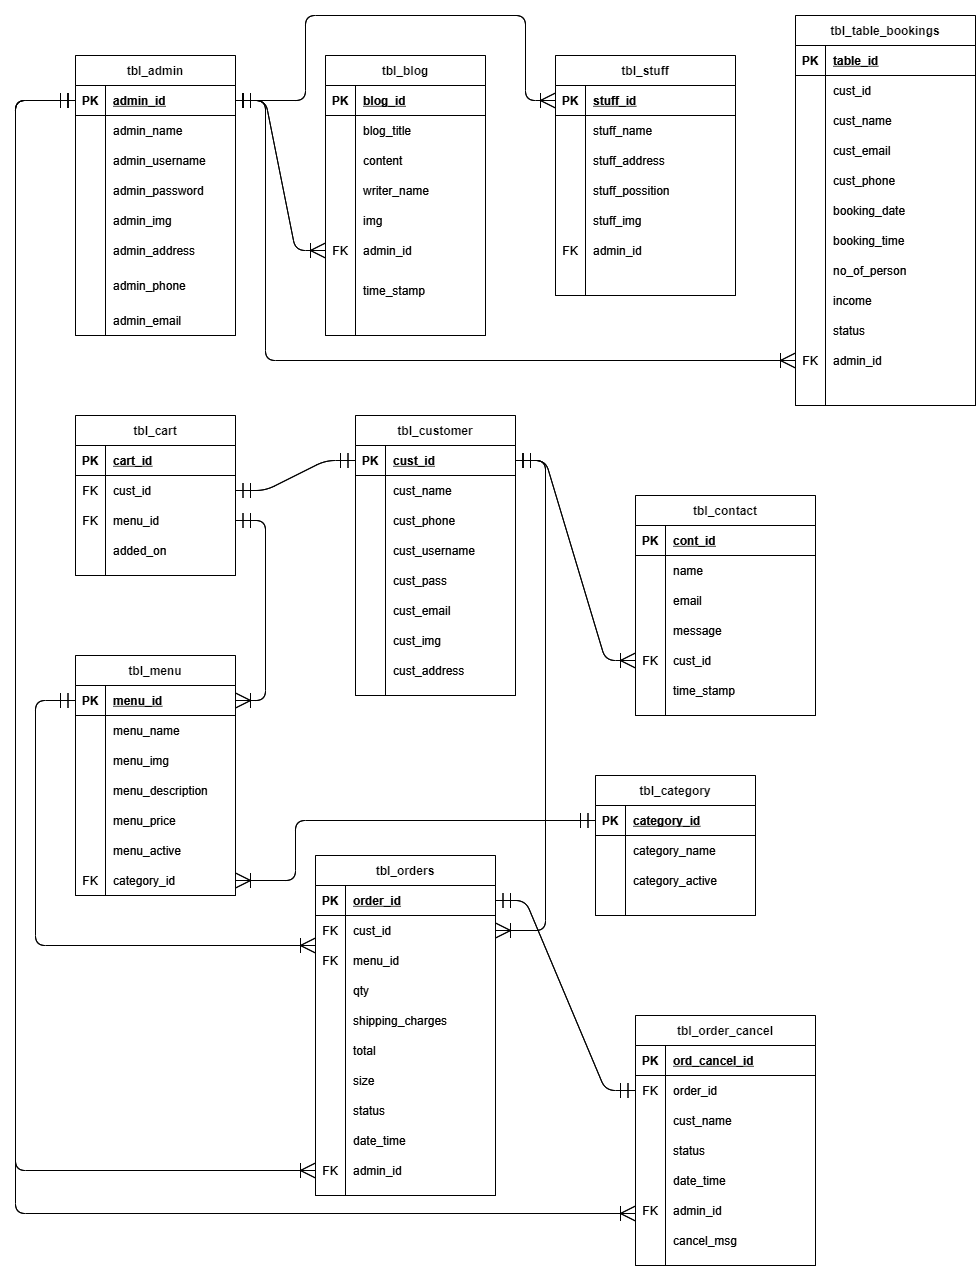 tbl_admin
PK admin_id
admin_name
admin_username
admin_password
admin_img
admin_address
admin_phone
admin_email
tbl_blog
PK blog_id
blog_title
content
writer_name
img
FK admin_id
time_stamp
tbl_stuff
PK stuff_id
stuff_name
stuff_address
stuff_possition
stuff_img
FK admin_id
tbl_table_bookings
PK table_id
cust_id
cust_name
cust_email
cust_phone
booking_date
booking_time
no_of_person
income
status
FK admin_id
tbl_cart
PK cart_id
FK cust_id
FK menu_id
added_on
tbl_customer
PK cust_id
cust_name
cust_phone
cust_username
cust_pass
cust_email
cust_img
cust_address
tbl_contact
PK cont_id
name
email
message
FK cust_id
time_stamp
tbl_menu
PK menu_id
menu_name
menu_img
menu_description
menu_price
menu_active
FK category_id
tbl_category
PK category_id
category_name
category_active
tbl_orders
PK order_id
FK cust_id
FK menu_id
qty
shipping_charges
total
size
status
date_time
FK admin_id
tbl_order_cancel
PK ord_cancel_id
FK order_id
cust_name
status
date_time
FK admin_id
cancel_msg